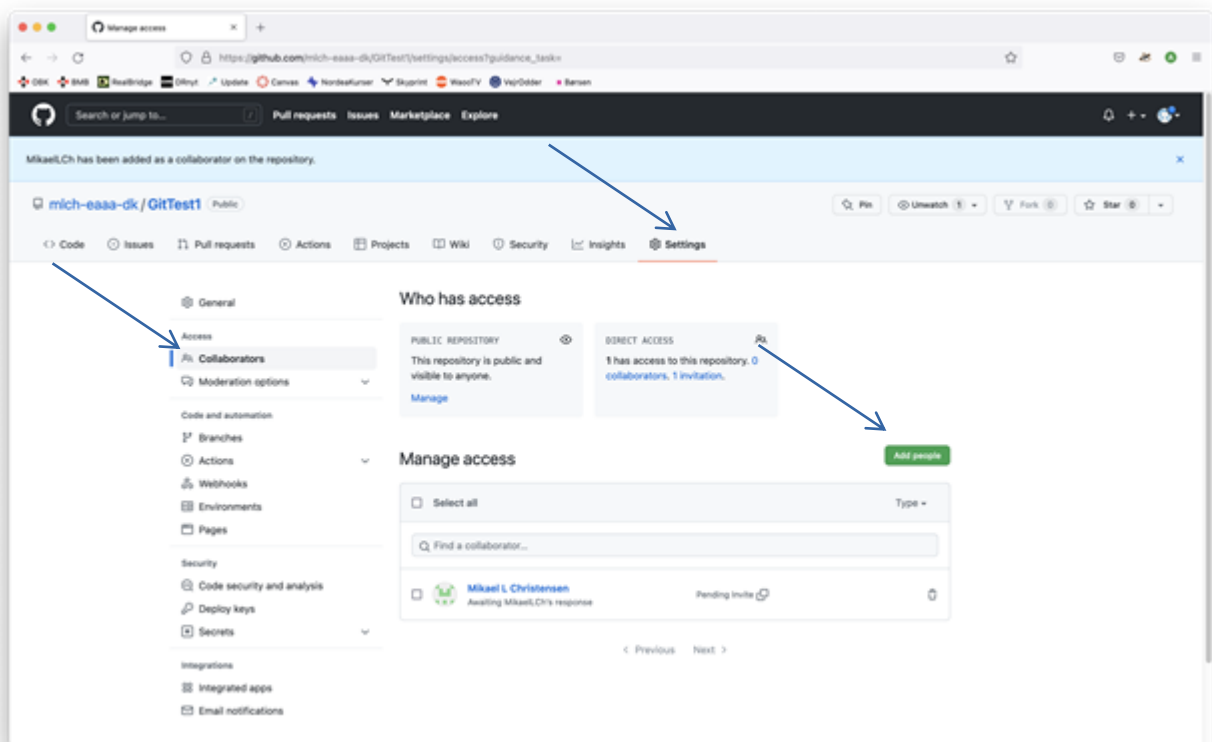 Manage access
https://github.com/mlch-eaaa-dk/GitTest1/settings/access?guidance_task=
OBK BMB RealBridge DRnyt Update Canvas NordeaKurser Skyprint WaooTV VejrOdder Børsen
Search or jump to... / Pull requests Issues Marketplace Explore
MikaelLCh has been added as a collaborator on the repository.
mlch-eaaa-dk / GitTest1 Public Pin Unwatch 1 Fork 0 Star 0
Code Issues Pull requests Actions Projects Wiki Security Insights Settings
General
Access
Collaborators
Moderation options
Code and automation
Branches
Actions
Webhooks
Environments
Pages
Security
Code security and analysis
Deploy keys
Secrets
Integrations
Integrated apps
Email notifications
Who has access
PUBLIC REPOSITORY
This repository is public and
visible to anyone.
Manage
DIRECT ACCESS
1 has access to this repository. 0
collaborators. 1 invitation.
Manage access
Add people
Select all Type
Find a collaborator...
Mikael L Christensen
Awaiting MikaelLCh's response
Pending Invite
< Previous Next >